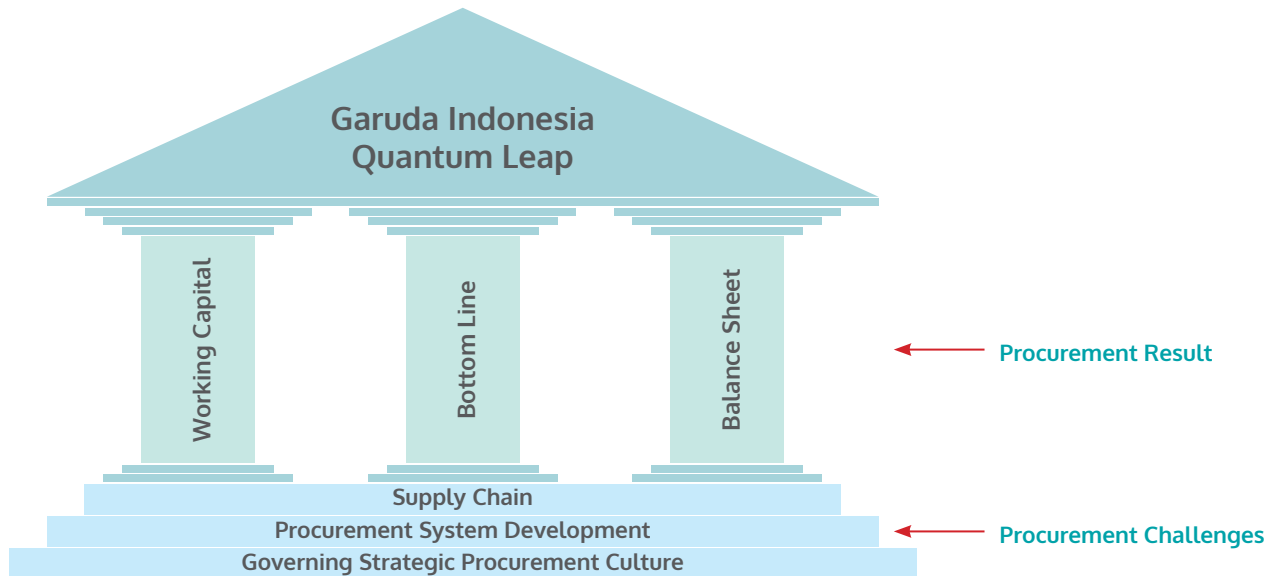 Garuda Indonesia
Quantum Leap
Working Capital
Bottom Line
Balance Sheet
Procurement Result
Supply Chain
Procurement System Development
Procurement Challenges
Governing Strategic Procurement Culture